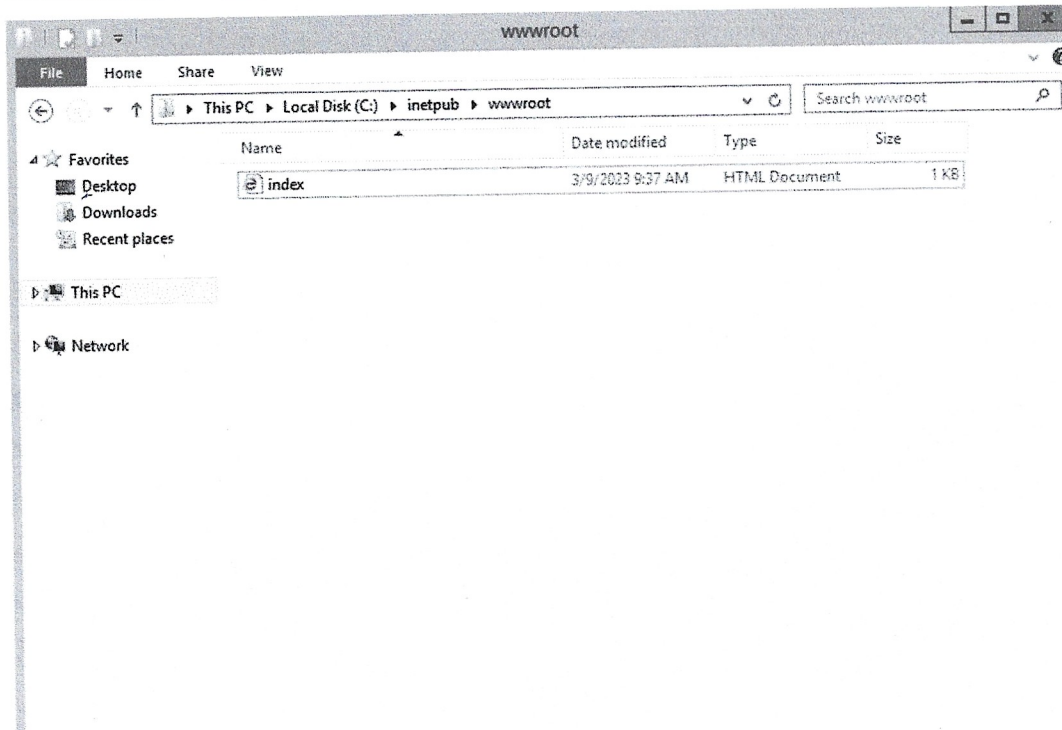 wwwroot
File Home Share View
This PC Local Disk (C:) inetpub wwwroot Search wwwroot
Name Date modified Type Size
index 3/9/2023 9:37 AM HTML Document 1 KB
Favorites
Desktop
Downloads
Recent places
This PC
Network